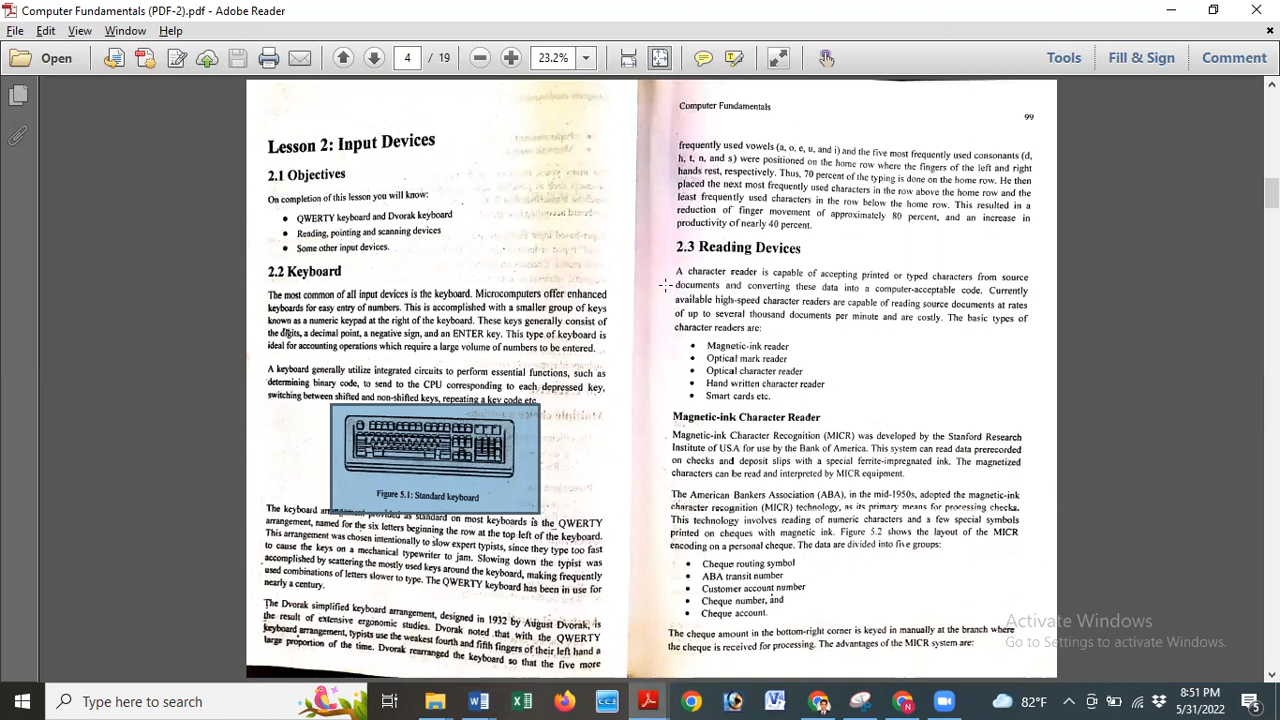 Computer Fundamentals (PDF-2).pdf - Adobe Reader
File Edit View Window Help
Open 4 / 19 23.2% Tools Fill & Sign Comment
Lesson 2: Input Devices
2.1 Objectives
On completion of this lesson you will know:
• QWERTY keyboard and Dvorak keyboard
• Reading, pointing and scanning devices
• Some other input devices.
2.2 Keyboard
The most common of all input devices is the keyboard. Microcomputers offer enhanced
keyboards for easy entry of numbers. This is accomplished with a smaller group of keys
known as a numeric keypad at the right of the keyboard. These keys generally consist of
the digits, a decimal point, a negative sign, and an ENTER key. This type of keyboard is
ideal for accounting operations which require a large volume of numbers to be entered.
A keyboard generally utilize integrated circuits to perform essential functions, such as
determining binary code, to send to the CPU corresponding to each depressed key,
switching between shifted and non-shifted keys, repeating a key code etc.
Figure 5.1: Standard keyboard
The keyboard arrangement provided as standard on most keyboards is the QWERTY
arrangement, named for the six letters beginning the row at the top left of the keyboard.
This arrangement was chosen intentionally to slow expert typists, since they type too fast
to cause the keys on a mechanical typewriter to jam. Slowing down the typist was
accomplished by scattering the mostly used keys around the keyboard, making frequently
used combinations of letters slower to type. The QWERTY keyboard has been in use for
nearly a century.
The Dvorak simplified keyboard arrangement, designed in 1932 by August Dvorak, is
the result of extensive ergonomic studies. Dvorak noted that with the QWERTY
keyboard arrangement, typists use the weakest fourth and fifth fingers of their left hand a
large proportion of the time. Dvorak rearranged the keyboard so that the five more
Computer Fundamentals
99
frequently used vowels (a, o, e, u, and i) and the five most frequently used consonants (d,
h, t, n, and s) were positioned on the home row where the fingers of the left and right
hands rest, respectively. Thus, 70 percent of the typing is done on the home row. He then
placed the next most frequently used characters in the row above the home row and the
least frequently used characters in the row below the home row. This resulted in a
reduction of finger movement of approximately 80 percent, and an increase in
productivity of nearly 40 percent.
2.3 Reading Devices
A character reader is capable of accepting printed or typed characters from source
documents and converting these data into a computer-acceptable code. Currently
available high-speed character readers are capable of reading source documents at rates
of up to several thousand documents per minute and are costly. The basic types of
character readers are:
• Magnetic-ink reader
• Optical mark reader
• Optical character reader
• Hand written character reader
• Smart cards etc.
Magnetic-ink Character Reader
Magnetic-ink Character Recognition (MICR) was developed by the Stanford Research
Institute of USA for use by the Bank of America. This system can read data prerecorded
on checks and deposit slips with a special ferrite-impregnated ink. The magnetized
characters can be read and interpreted by MICR equipment.
The American Bankers Association (ABA), in the mid-1950s, adopted the magnetic-ink
character recognition (MICR) technology, as its primary means for processing checks.
This technology involves reading of numeric characters and a few special symbols
printed on cheques with magnetic ink. Figure 5.2 shows the layout of the MICR
encoding on a personal cheque. The data are divided into five groups:
• Cheque routing symbol
• ABA transit number
• Customer account number
• Cheque number, and
• Cheque account.
The cheque amount in the bottom-right corner is keyed in manually at the branch where
the cheque is received for processing. The advantages of the MICR system are:
Activate Windows
Go to Settings to activate Windows.
Type here to search
82°F
8:51 PM
5/31/2022
5